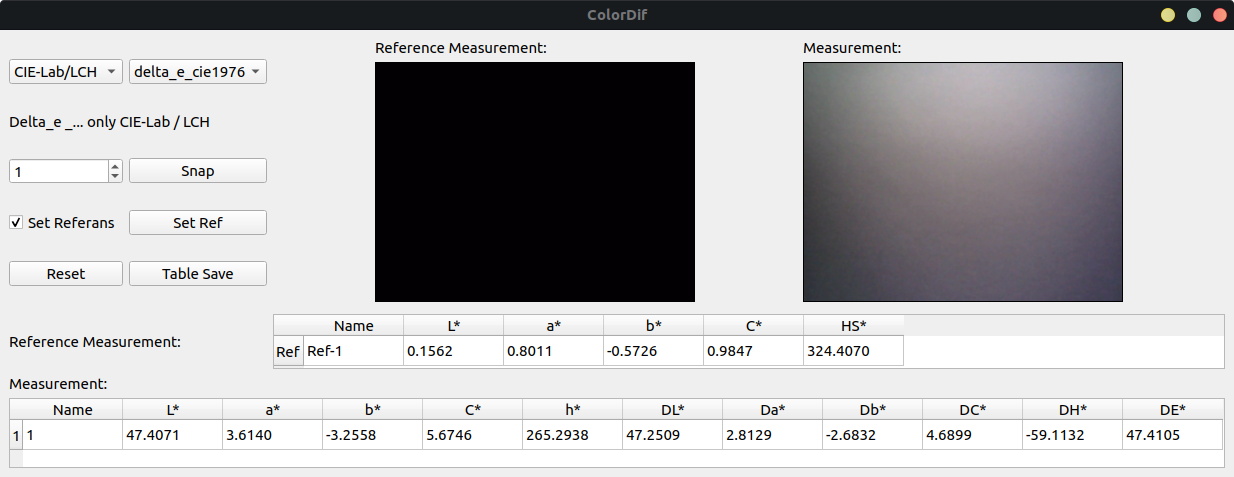 ColorDif
Reference Measurement: Measurement:
CIE-Lab/LCH delta_e_cie1976
Delta_e _... only CIE-Lab / LCH
1 Snap
Set Referans Set Ref
Reset Table Save
Reference Measurement:
Name L* a* b* C* HS*
Ref Ref-1 0.1562 0.8011 -0.5726 0.9847 324.4070
Measurement:
Name L* a* b* C* h* DL* Da* Db* DC* DH* DE*
1 1 47.4071 3.6140 -3.2558 5.6746 265.2938 47.2509 2.8129 -2.6832 4.6899 -59.1132 47.4105